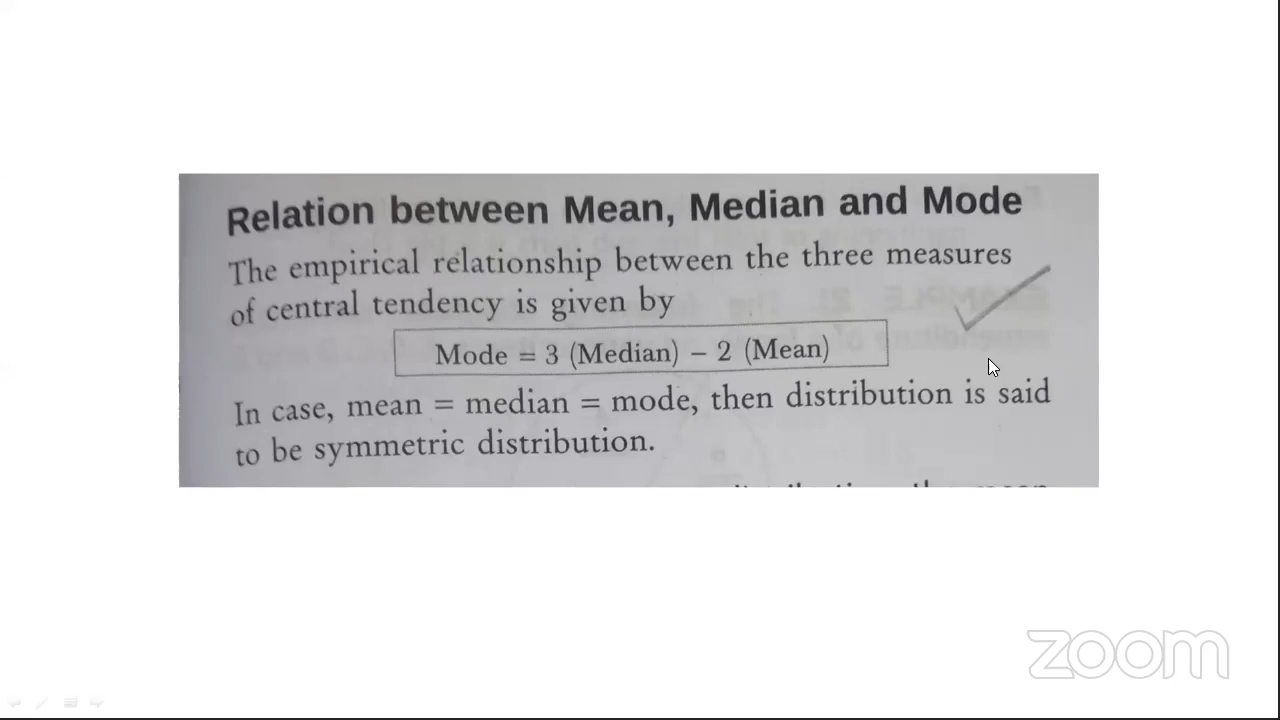 Relation between Mean, Median and Mode
The empirical relationship between the three measures
of central tendency is given by
Mode = 3 (Median) – 2 (Mean)
In case, mean = median = mode, then distribution is said
to be symmetric distribution.
zoom